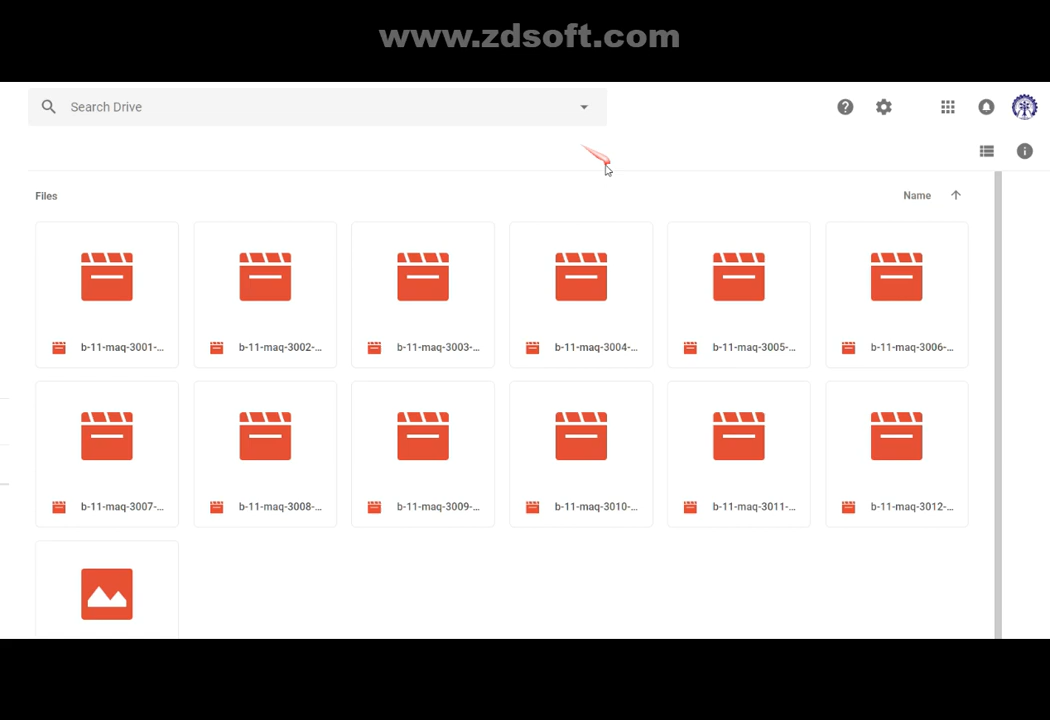 www.zdsoft.com
Search Drive
Files
Name
b-11-maq-3001-...
b-11-maq-3002-...
b-11-maq-3003-...
b-11-maq-3004-...
b-11-maq-3005-...
b-11-maq-3006-...
b-11-maq-3007-...
b-11-maq-3008-...
b-11-maq-3009-...
b-11-maq-3010-...
b-11-maq-3011-...
b-11-maq-3012-...